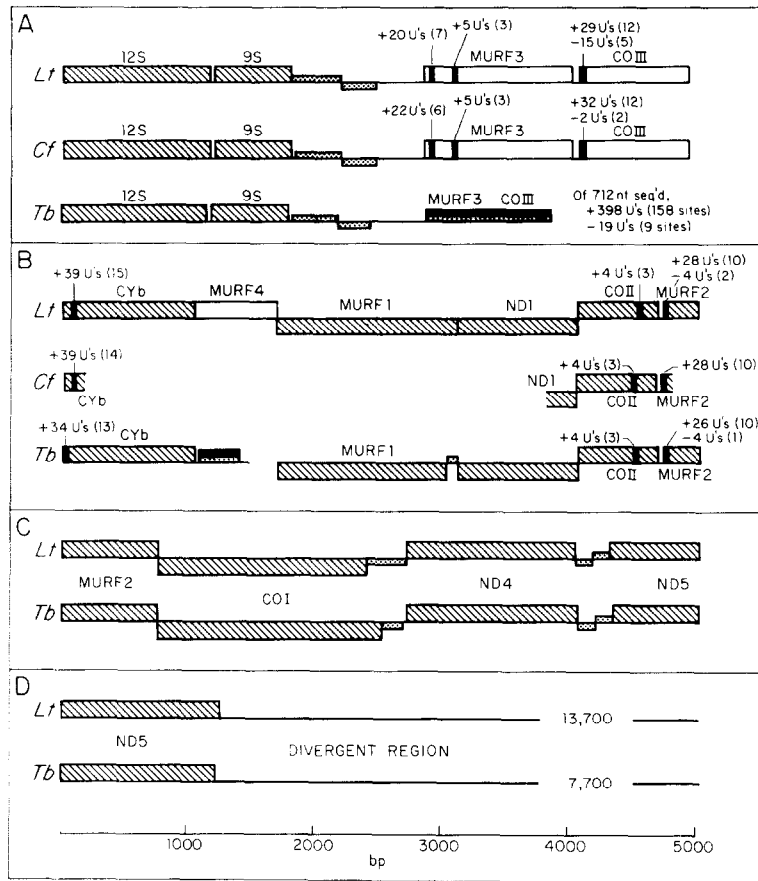 A
+20 U's (7)
+5 U's (3)
+29 U's (12)
-15 U's (5)
Lt
12S
9S
MURF3
COIII
+22 U's (6)
+5 U's (3)
+32 U's (12)
-2 U's (2)
Cf
12S
9S
MURF3
COIII
Tb
12S
9S
MURF3
COIII
Of 712 nt seq'd,
+398 U's (158 sites)
-19 U's (9 sites)
B
+39 U's (15)
+4 U's (3)
+28 U's (10)
-4 U's (2)
Lt
CYb
MURF4
MURF1
ND1
COII
MURF2
+39 U's (14)
+4 U's (3)
+28 U's (10)
Cf
CYb
ND1
COII
MURF2
+34 U's (13)
+4 U's (3)
+26 U's (10)
-4 U's (1)
Tb
CYb
MURF1
COII
MURF2
C
Lt
MURF2
COI
ND4
ND5
Tb
D
Lt
13,700
ND5
DIVERGENT REGION
Tb
7,700
1000 2000 3000 4000 5000
bp